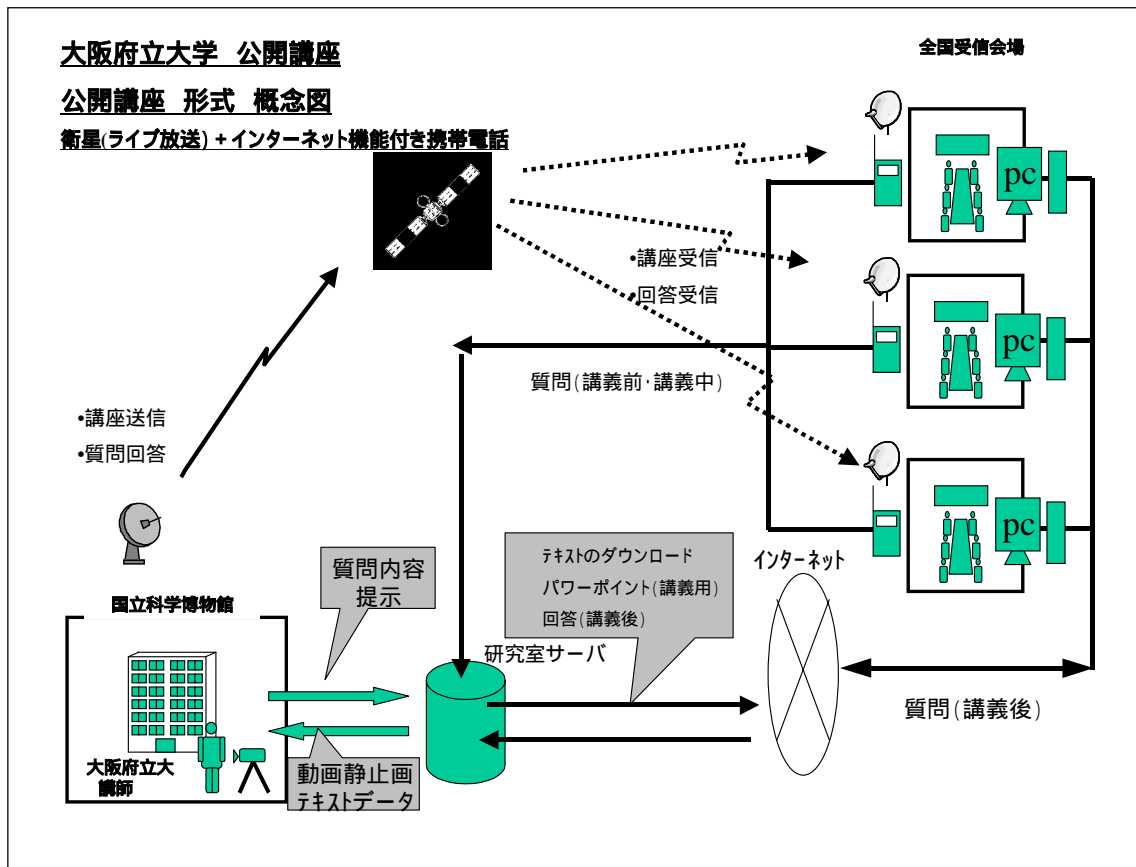 大阪府立大学 公開講座
公開講座 形式 概念図
衛星(ライブ放送) + インターネット機能付き携帯電話
全国受信会場
pc
•講座受信
•回答受信
pc
質問(講義前・講義中)
•講座送信
•質問回答
pc
質問内容
提示
テキストのダウンロード
パワーポイント(講義用)
回答(講義後)
インターネット
国立科学博物館
研究室サーバ
質問(講義後)
大阪府立大
講師
動画静止画
テキストデータ